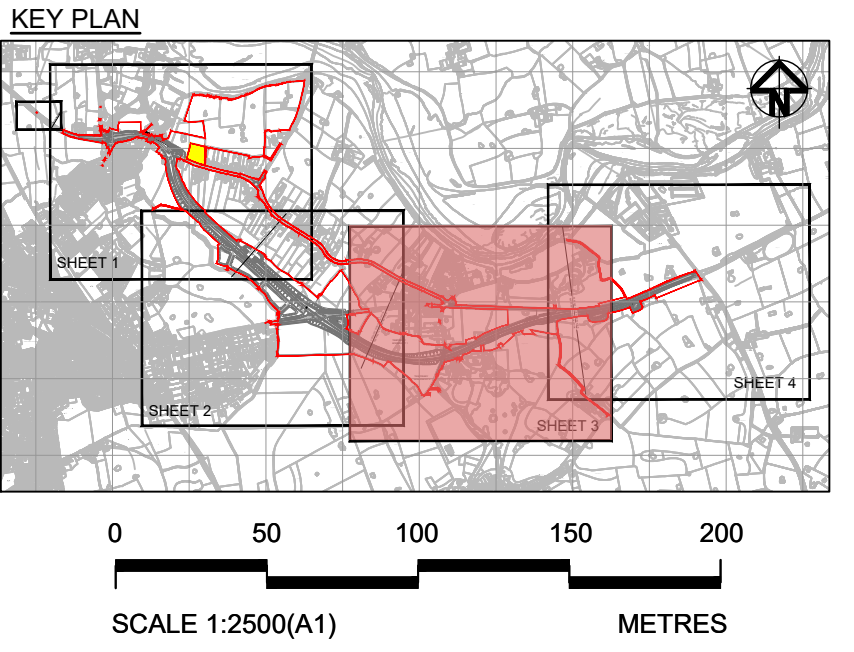 KEY PLAN
N
SHEET 1
SHEET 4
SHEET 2
SHEET 3
0 50 100 150 200
SCALE 1:2500(A1) METRES